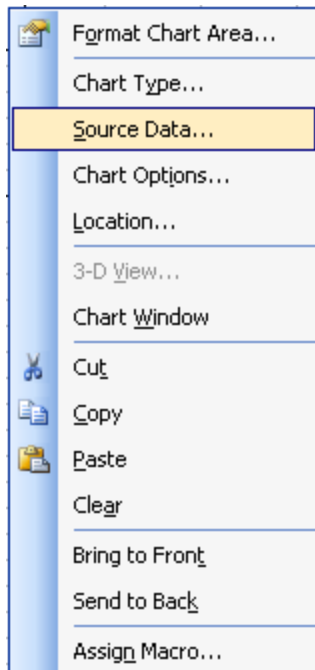 Format Chart Area...
Chart Type...
Source Data...
Chart Options...
Location...
3-D View...
Chart Window
Cut
Copy
Paste
Clear
Bring to Front
Send to Back
Assign Macro...